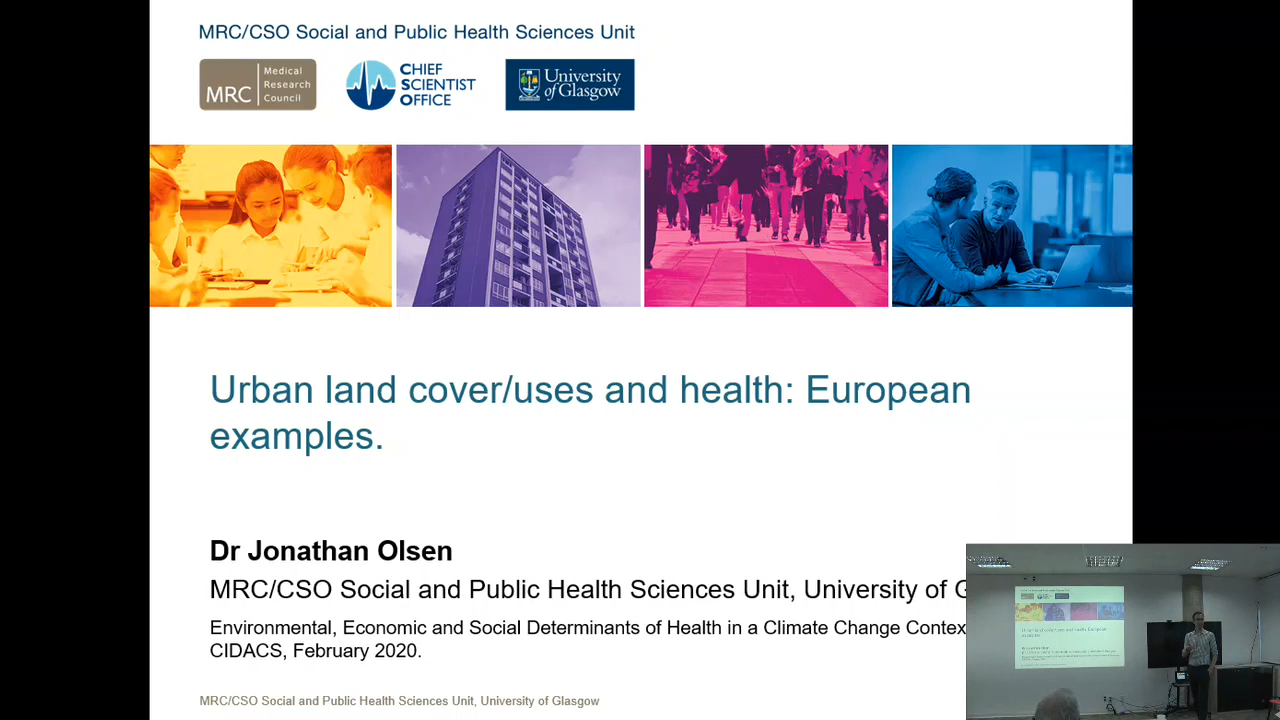 MRC/CSO Social and Public Health Sciences Unit
MRC
Medical
Research
Council
CHIEF
SCIENTIST
OFFICE
University
of Glasgow
Urban land cover/uses and health: European
examples.
Dr Jonathan Olsen
MRC/CSO Social and Public Health Sciences Unit, University of G
Environmental, Economic and Social Determinants of Health in a Climate Change Contex
CIDACS, February 2020.
MRC/CSO Social and Public Health Sciences Unit, University of Glasgow